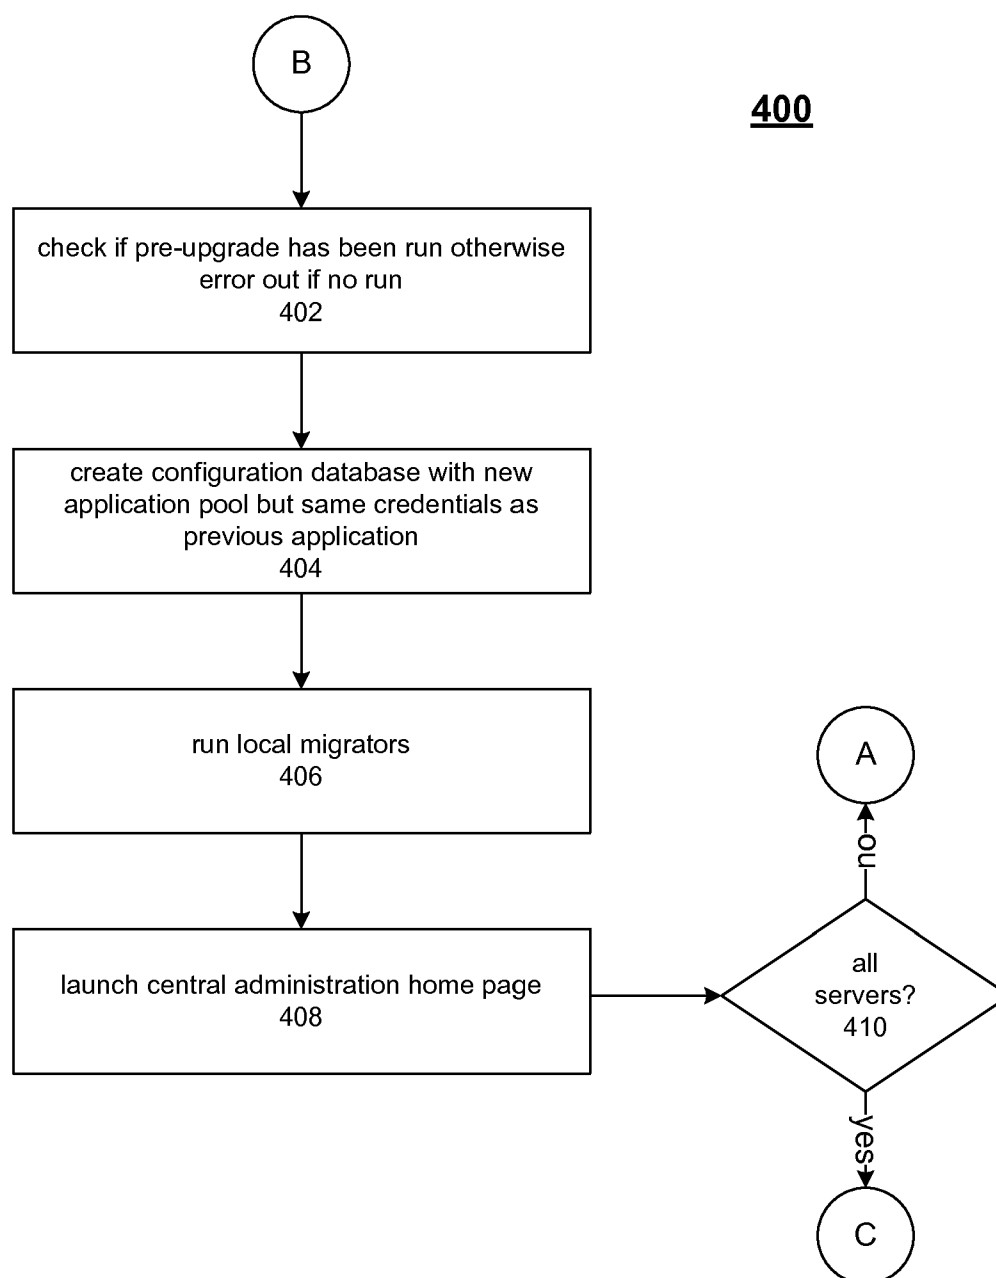 B
400
check if pre-upgrade has been run otherwise
error out if no run
402
create configuration database with new
application pool but same credentials as
previous application
404
run local migrators
406
A
no
launch central administration home page
408
all
servers?
410
yes
C